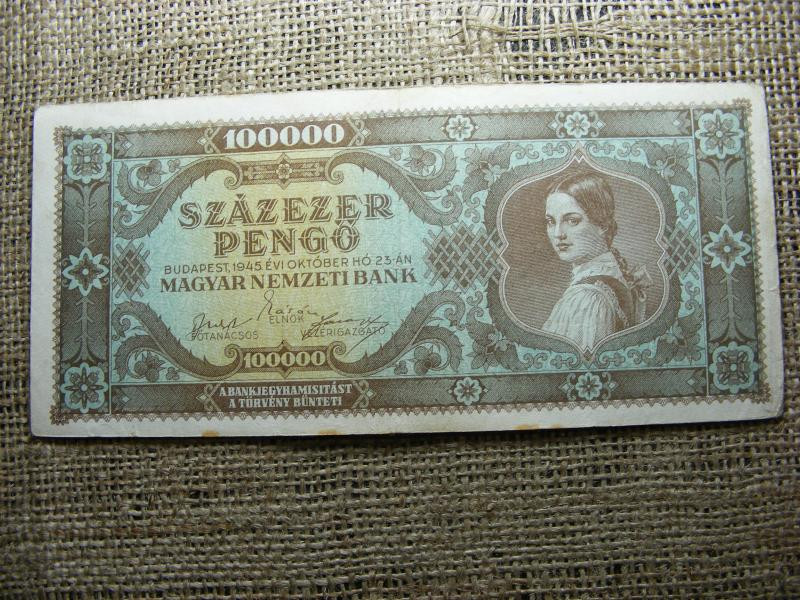 100000
SZÁZEZER
PENGŐ
BUDAPEST, 1945. ÉVI OKTÓBER HÓ 23-ÁN
MAGYAR NEMZETI BANK
ELNÖK
FŐTANÁCSOS VEZÉRIGAZGATÓ
100000
A BANKJEGYHAMISITÁST
A TÖRVÉNY BÜNTETI